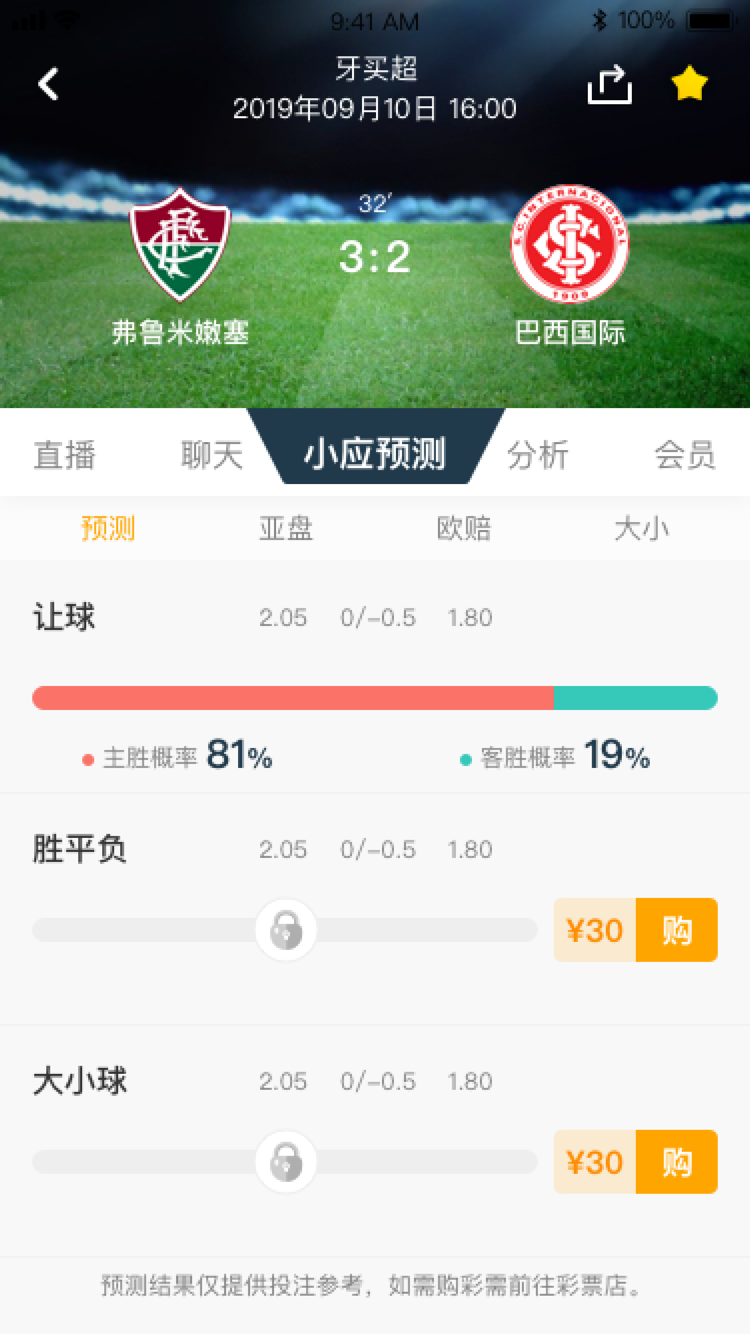 9:41 AM 100%
牙买超
2019年09月10日 16:00
32′
3:2
S.C.INTERNACIONAL
1909
弗鲁米嫩塞 巴西国际
直播 聊天 小应预测 分析 会员
预测 亚盘 欧赔 大小
让球 2.05 0/-0.5 1.80
主胜概率 81% 客胜概率 19%
胜平负 2.05 0/-0.5 1.80
¥30 购
大小球 2.05 0/-0.5 1.80
¥30 购
预测结果仅提供投注参考，如需购彩需前往彩票店。